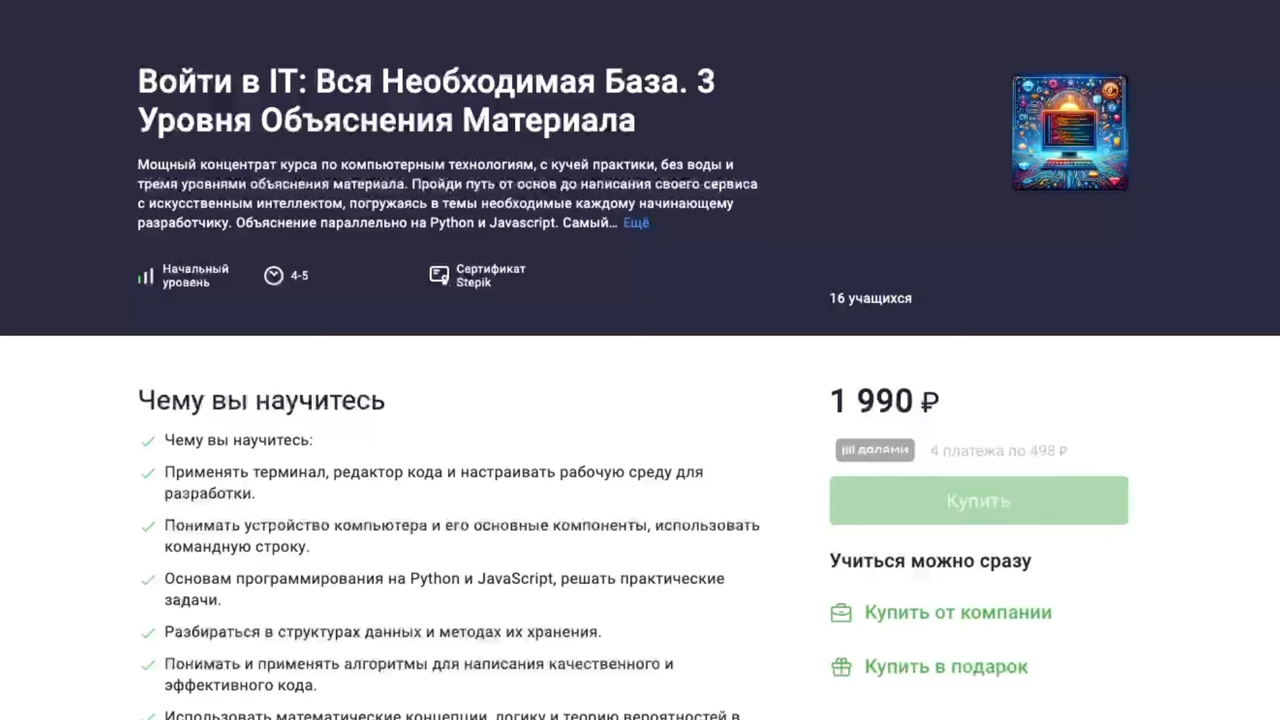 Войти в IT: Вся Необходимая База. 3
Уровня Объяснения Материала
Мощный концентрат курса по компьютерным технологиям, с кучей практики, без воды и
тремя уровнями объяснения материала. Пройди путь от основ до написания своего сервиса
с искусственным интеллектом, погружаясь в темы необходимые каждому начинающему
разработчику. Объяснение параллельно на Python и Javascript. Самый... Ещё
Начальный
уровень
4-5
Сертификат
Stepik
16 учащихся
Чему вы научитесь
Чему вы научитесь:
Применять терминал, редактор кода и настраивать рабочую среду для
разработки.
Понимать устройство компьютера и его основные компоненты, использовать
командную строку.
Основам программирования на Python и JavaScript, решать практические
задачи.
Разбираться в структурах данных и методах их хранения.
Понимать и применять алгоритмы для написания качественного и
эффективного кода.
Использовать математические концепции, логику и теорию вероятностей в
1 990 ₽
долями 4 платежа по 498 ₽
Купить
Учиться можно сразу
Купить от компании
Купить в подарок